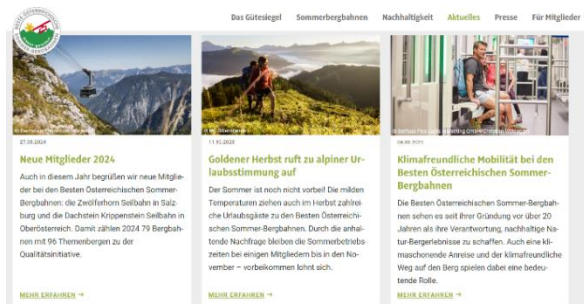 Das Gütesiegel Sommerbergbahnen Nachhaltigkeit Aktuelles Presse Für Mitglieder
Neue Mitglieder 2024
Auch in diesem Jahr begrüßen wir neue Mitglie-
der bei den Besten Österreichischen Sommer-
Bergbahnen: die Zwölferhorn Seilbahn in Salz-
burg und die Dachstein Krippenstein Seilbahn in
Oberösterreich. Damit zählen 2024 79 Bergbah-
nen mit 96 Themenbergen zu der
Qualitätsinitiative.
MEHR ERFAHREN →
Goldener Herbst ruft zu alpiner Ur-
laubsstimmung auf
Der Sommer ist noch nicht vorbei! Die milden
Temperaturen ziehen auch im Herbst zahlrei-
che Urlaubsgäste zu den Besten Österreichi-
schen Sommer-Bergbahnen. Durch die anhal-
tende Nachfrage bleiben die Sommerbetriebs-
zeiten bei einigen Mitgliedern bis in den No-
vember – vorbeikommen lohnt sich.
MEHR ERFAHREN →
Klimafreundliche Mobilität bei den
Besten Österreichischen Sommer-
Bergbahnen
Die Besten Österreichischen Sommer-Bergbah-
nen sehen es seit ihrer Gründung vor über 20
Jahren als ihre Verantwortung, nachhaltige Na-
tur-Bergerlebnisse zu schaffen. Auch eine kli-
maschonende Anreise und der klimafreundliche
Weg auf den Berg spielen dabei eine bedeu-
tende Rolle.
MEHR ERFAHREN →